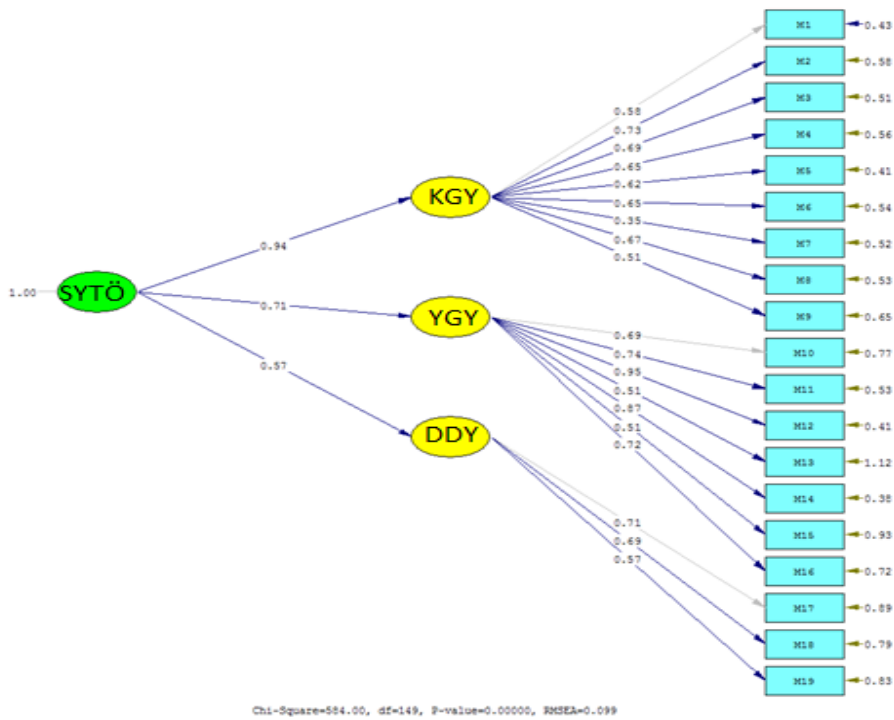 M1 0.43
M2 0.58
0.58
M3 0.51
0.73
0.69
M4 0.56
0.65
M5 0.41
0.62
KGY
0.65
M6 0.54
0.35
M7 0.52
0.94
0.67
0.51
M8 0.53
1.00 SYTÖ
0.71
YGY
M9 0.65
0.69
M10 0.77
0.74
0.57
0.95
M11 0.53
0.51
0.87
M12 0.41
0.51
DDY
0.72
M13 1.12
M14 0.38
0.71
0.69
M15 0.93
0.57
M16 0.72
M17 0.89
M18 0.79
M19 0.83
Chi-Square=584.00, df=149, P-value=0.00000, RMSEA=0.099